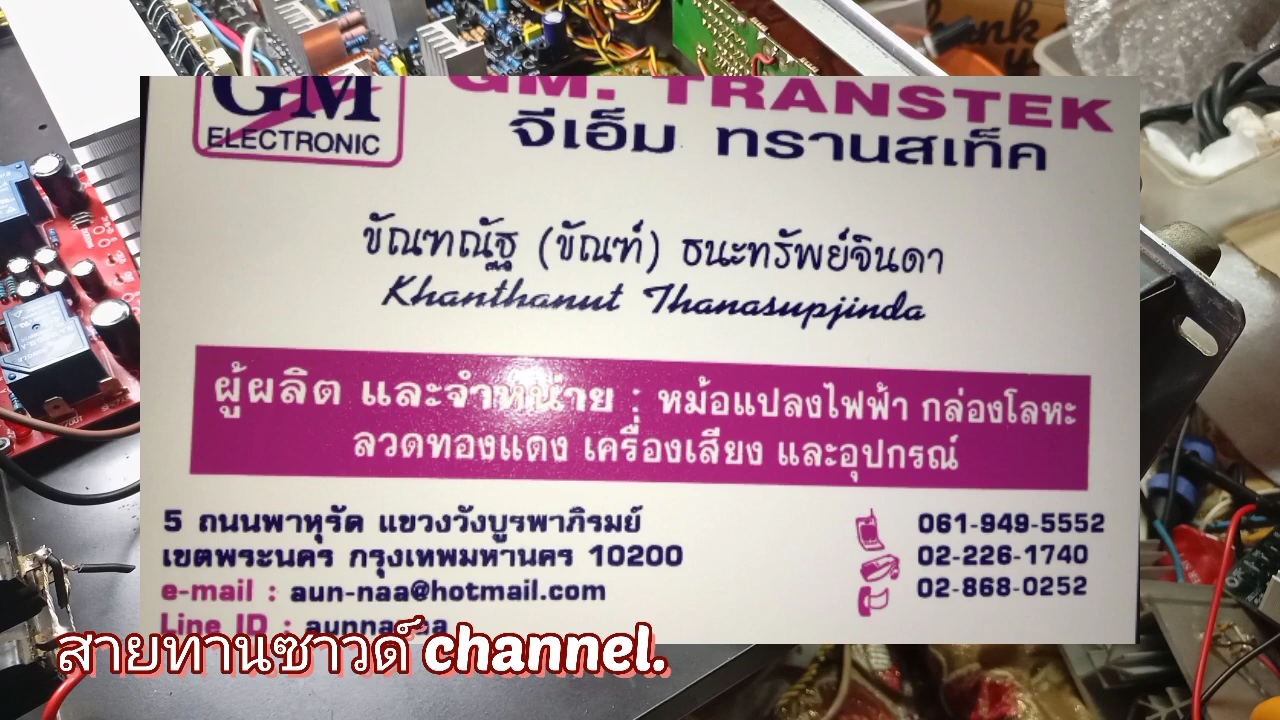 GM
ELECTRONIC
GM. TRANSTEK
จีเอ็ม ทรานสเท็ค
ขัณฑณัฐ (ขัณฑ์) ธนะทรัพย์จินดา
Khanthanut Thanasupjinda
ผู้ผลิต และจำหน่าย : หม้อแปลงไฟฟ้า กล่องโลหะ
ลวดทองแดง เครื่องเสียง และอุปกรณ์
5 ถนนพาหุรัด แขวงวังบูรพาภิรมย์
เขตพระนคร กรุงเทพมหานคร 10200
e-mail : aun-naa@hotmail.com
Line ID :
061-949-5552
02-226-1740
02-868-0252
สายทานซาวด์ channel.